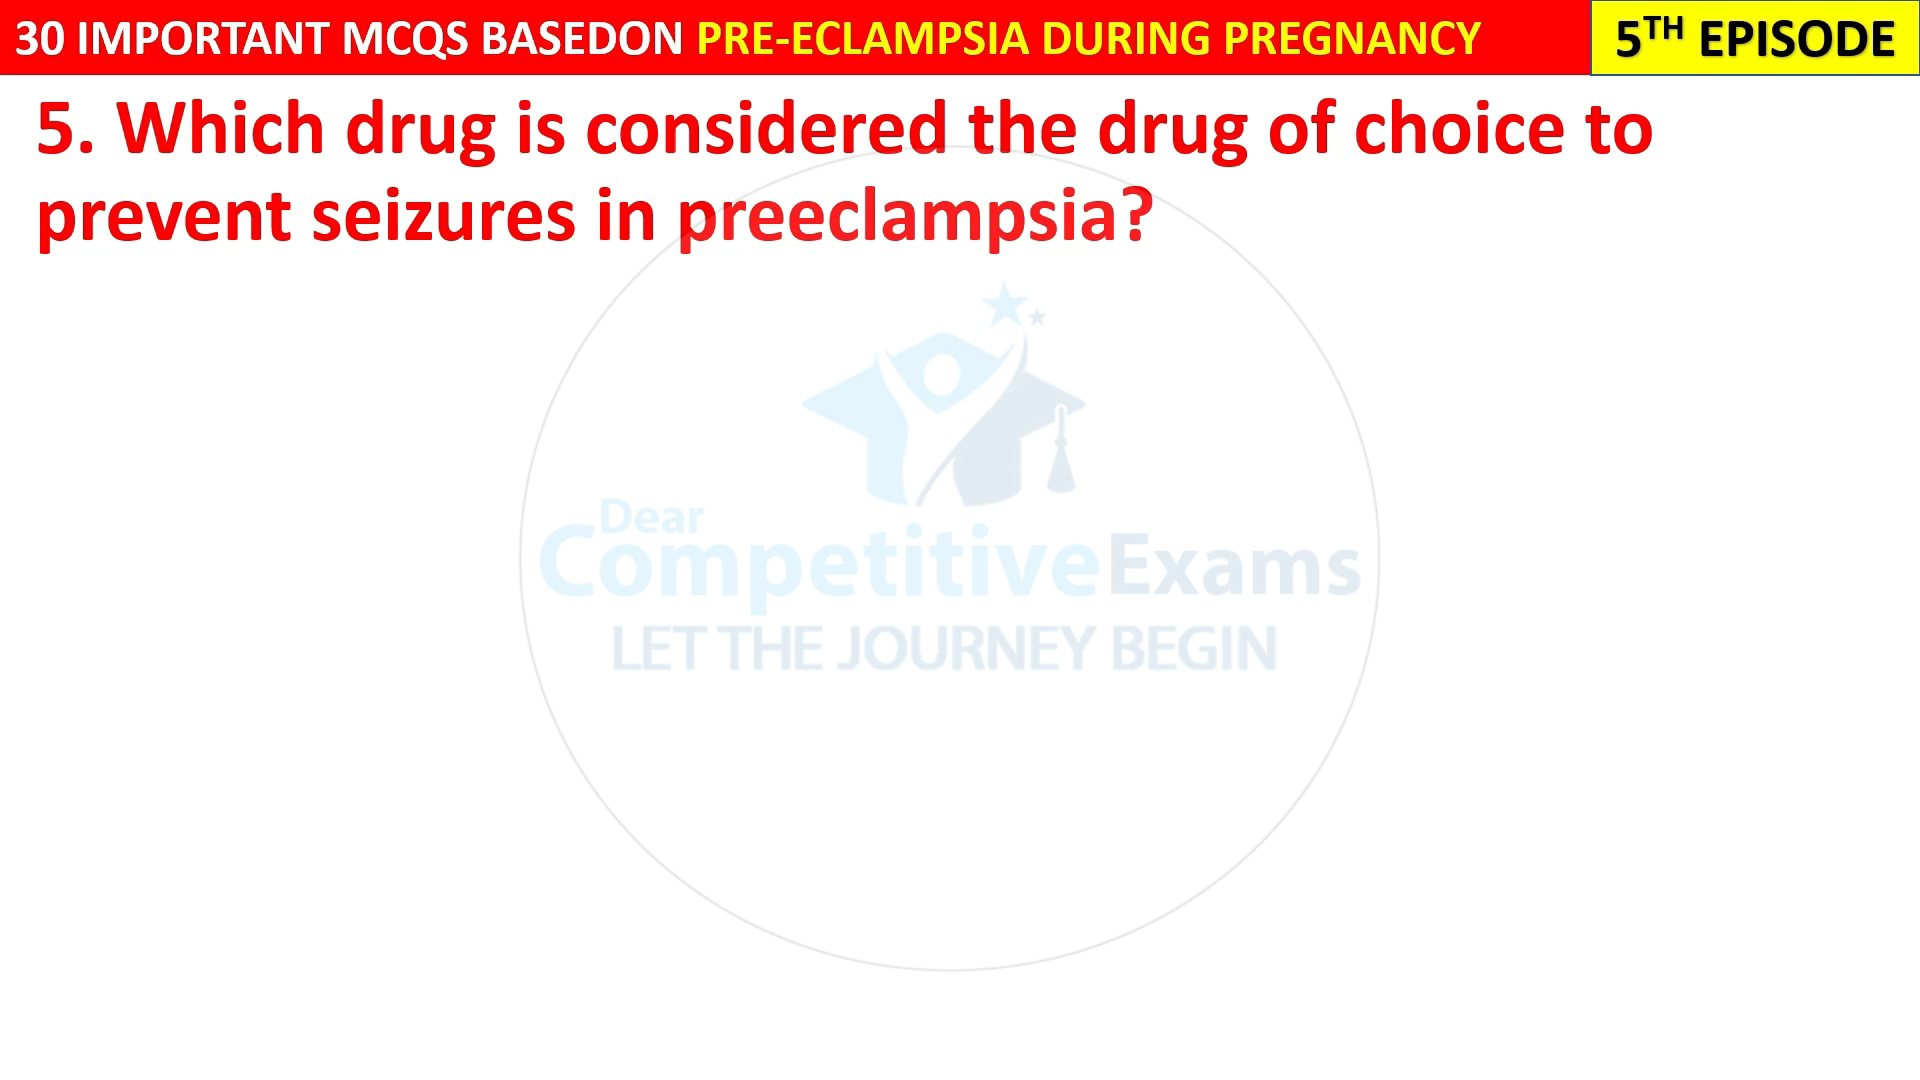 30 IMPORTANT MCQS BASEDON PRE-ECLAMPSIA DURING PREGNANCY
5TH EPISODE
5. Which drug is considered the drug of choice to
prevent seizures in preeclampsia?
Dear
CompetitiveExams
LET THE JOURNEY BEGIN